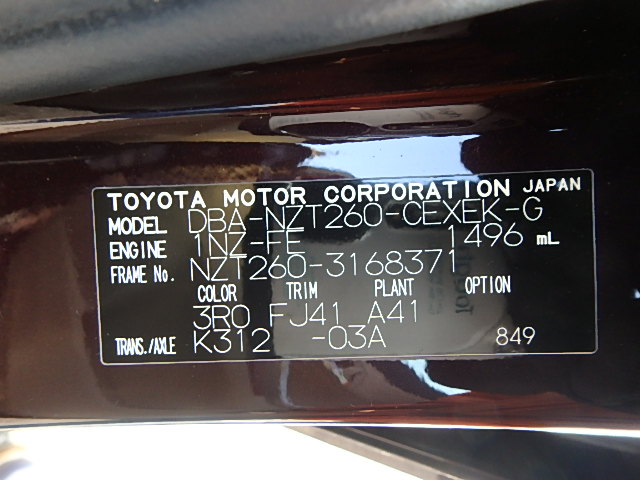 TOYOTA MOTOR CORPORATION JAPAN
MODEL DBA-NZT260-CEXEK-G
ENGINE 1NZ-FE 1496 mL
FRAME No. NZT260-3168371
COLOR TRIM PLANT OPTION
3R0 FJ41 A41
TRANS./AXLE K312 -03A 849